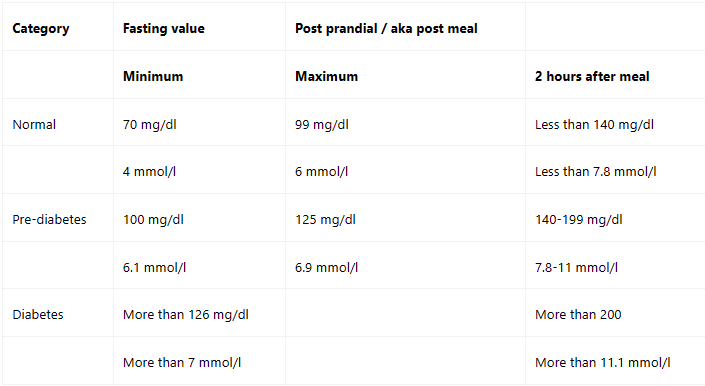 Category Fasting value Post prandial / aka post meal
Minimum Maximum 2 hours after meal
Normal 70 mg/dl 99 mg/dl Less than 140 mg/dl
4 mmol/l 6 mmol/l Less than 7.8 mmol/l
Pre-diabetes 100 mg/dl 125 mg/dl 140-199 mg/dl
6.1 mmol/l 6.9 mmol/l 7.8-11 mmol/l
Diabetes More than 126 mg/dl More than 200
More than 7 mmol/l More than 11.1 mmol/l